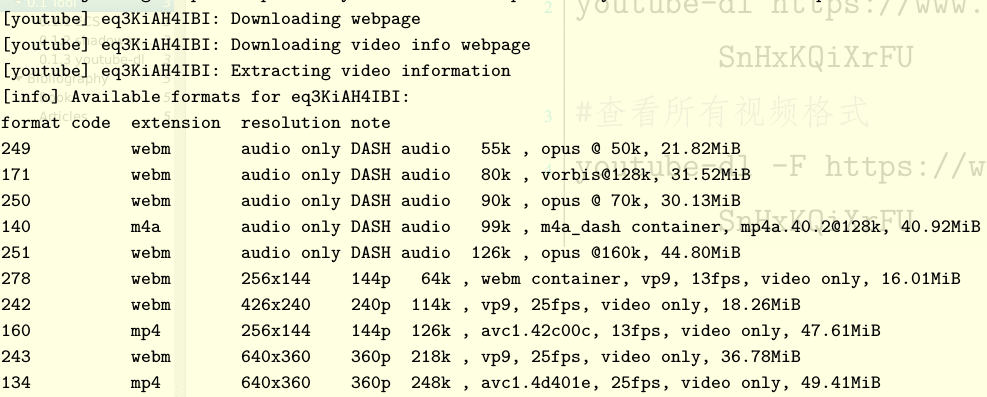 [youtube] eq3KiAH4IBI: Downloading webpage
[youtube] eq3KiAH4IBI: Downloading video info webpage
[youtube] eq3KiAH4IBI: Extracting video information
[info] Available formats for eq3KiAH4IBI:
format code extension resolution note
249 webm audio only DASH audio 55k , opus @ 50k, 21.82MiB
171 webm audio only DASH audio 80k , vorbis@128k, 31.52MiB
250 webm audio only DASH audio 90k , opus @ 70k, 30.13MiB
140 m4a audio only DASH audio 99k , m4a_dash container, mp4a.40.2@128k, 40.92MiB
251 webm audio only DASH audio 126k , opus @160k, 44.80MiB
278 webm 256x144 144p 64k , webm container, vp9, 13fps, video only, 16.01MiB
242 webm 426x240 240p 114k , vp9, 25fps, video only, 18.26MiB
160 mp4 256x144 144p 126k , avc1.42c00c, 13fps, video only, 47.61MiB
243 webm 640x360 360p 218k , vp9, 25fps, video only, 36.78MiB
134 mp4 640x360 360p 248k , avc1.4d401e, 25fps, video only, 49.41MiB
2 youtube-dl https://www.
SnHxKQiXrFU
3 #查看所有视频格式
youtube-dl -F https://w
SnHxKQiXrFU